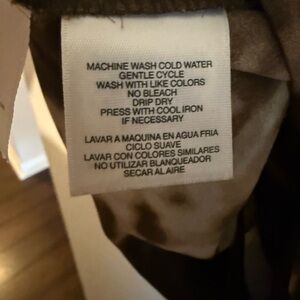 MACHINE WASH COLD WATER
GENTLE CYCLE
WASH WITH LIKE COLORS
NO BLEACH
DRIP DRY
PRESS WITH COOL IRON
IF NECESSARY
LAVAR A MAQUINA EN AGUA FRIA
CICLO SUAVE
LAVAR CON COLORES SIMILARES
NO UTILIZAR BLANQUEADOR
SECAR AL AIRE